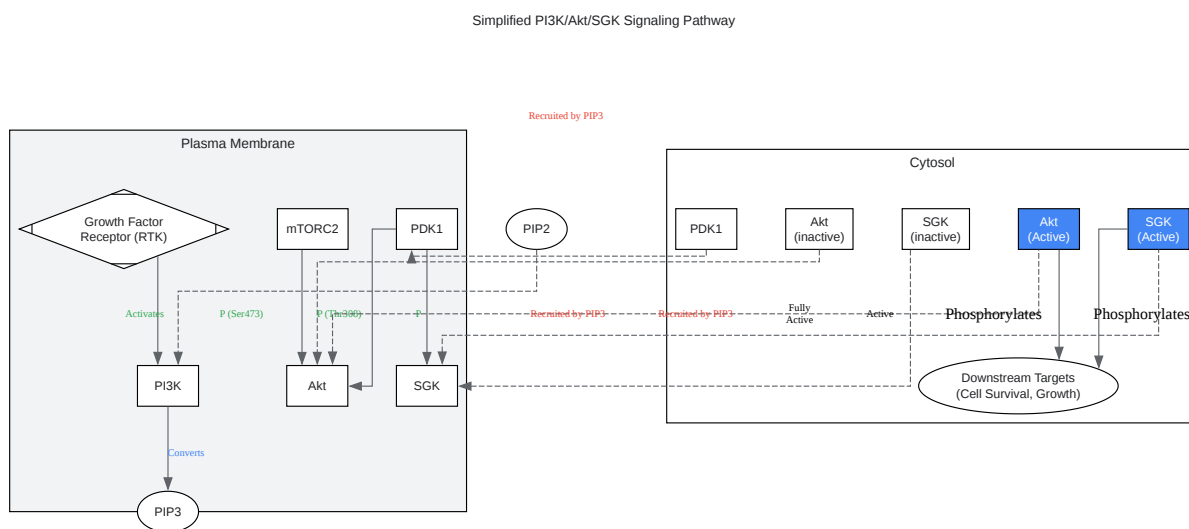 Simplified PI3K/Akt/SGK Signaling Pathway
Recruited by PIP3
Plasma Membrane
Cytosol
Growth Factor
Receptor (RTK)
mTORC2
PDK1
PIP2
PDK1
Akt
(inactive)
SGK
(inactive)
Akt
(Active)
SGK
(Active)
Activates
P (Ser473)
P (Thr308)
P
Recruited by PIP3
Recruited by PIP3
Fully
Active
Active
Phosphorylates
Phosphorylates
PI3K
Akt
SGK
Downstream Targets
(Cell Survival, Growth)
Converts
PIP3